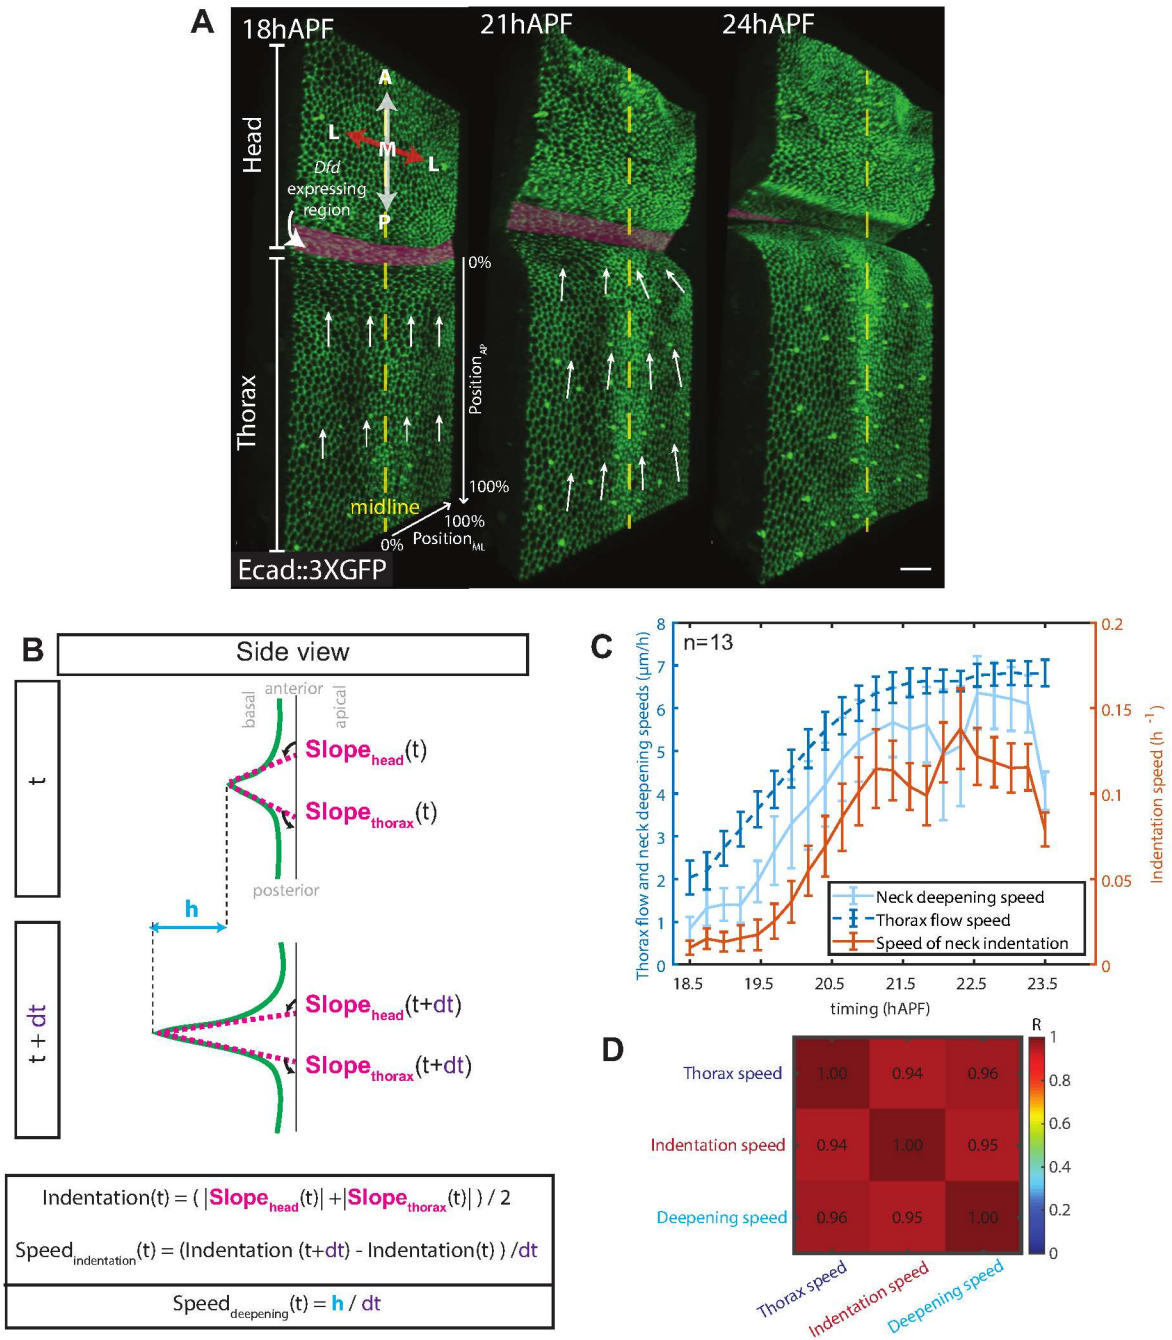 A
18hAPF
21hAPF
24hAPF
Head
Thorax
A
L
M
L
P
Dfd
expressing
region
0%
Position_AP
100%
midline
100%
0%
Position_ML
Ecad::3XGFP
B
Side view
t
basal
anterior
apical
Slope_head(t)
Slope_thorax(t)
posterior
h
t + dt
Slope_head(t+dt)
Slope_thorax(t+dt)
Indentation(t) = ( |Slope_head(t)| +|Slope_thorax(t)| ) / 2
Speed_indentation(t) = (Indentation (t+dt) - Indentation(t) ) /dt
Speed_deepening(t) = h / dt
C
n=13
Thorax flow and neck deepening speeds (µm/h)
8
7
6
5
4
3
2
1
0
Indentation speed (h⁻¹)
0.2
0.15
0.1
0.05
0
Neck deepening speed
Thorax flow speed
Speed of neck indentation
18.5 19.5 20.5 21.5 22.5 23.5
timing (hAPF)
D
R
Thorax speed 1.00 0.94 0.96
Indentation speed 0.94 1.00 0.95
Deepening speed 0.96 0.95 1.00
Thorax speed
Indentation speed
Deepening speed
1
0.8
0.6
0.4
0.2
0